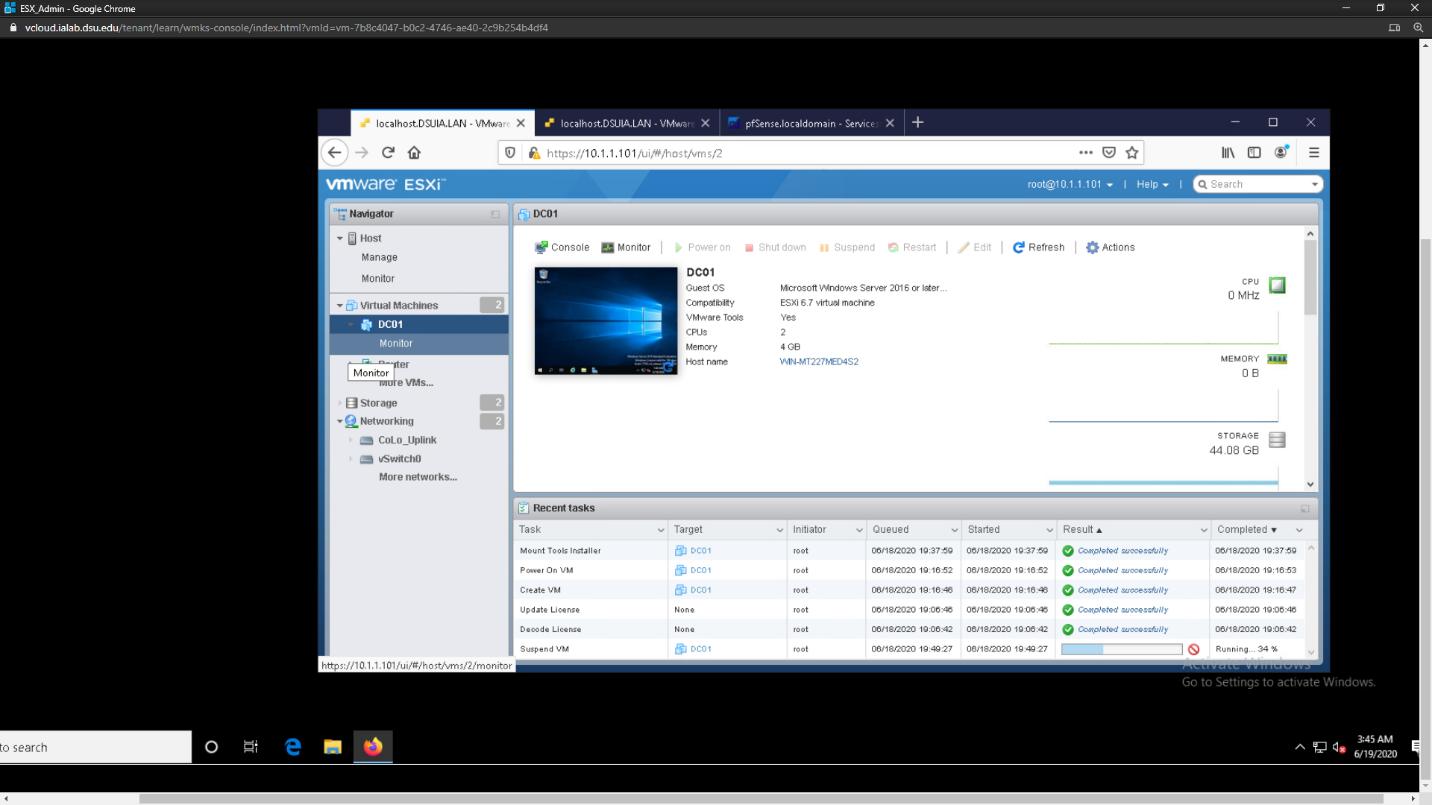 ESX_Admin - Google Chrome
vcloud.ialab.dsu.edu/tenant/learn/wmks-console/index.html?vmId=vm-7b8c4047-b0c2-4746-ae40-2c9b254b4df4
localhost.DSUIA.LAN - VMware
localhost.DSUIA.LAN - VMware
pfSense.localdomain - Services
https://10.1.1.101/ui/#/host/vms/2
vmware ESXi™
root@10.1.1.101 | Help | Search
Navigator
DC01
Host
Manage
Monitor
Virtual Machines 2
DC01
Monitor
Router
Monitor
More VMs...
Storage 2
Networking 2
CoLo_Uplink
vSwitch0
More networks...
Console Monitor | Power on Shut down Suspend Restart | Edit | Refresh | Actions
DC01
Guest OS Microsoft Windows Server 2016 or later...
Compatibility ESXi 6.7 virtual machine
VMware Tools Yes
CPUs 2
Memory 4 GB
Host name WIN-MT227MED4S2
CPU
0 MHz
MEMORY
0 B
STORAGE
44.08 GB
Recent tasks
Task Target Initiator Queued Started Result ▲ Completed ▼
Mount Tools Installer DC01 root 06/18/2020 19:37:59 06/18/2020 19:37:59 Completed successfully 06/18/2020 19:37:59
Power On VM DC01 root 06/18/2020 19:16:52 06/18/2020 19:16:52 Completed successfully 06/18/2020 19:16:53
Create VM DC01 root 06/18/2020 19:16:46 06/18/2020 19:16:46 Completed successfully 06/18/2020 19:16:47
Update License None root 06/18/2020 19:06:46 06/18/2020 19:06:46 Completed successfully 06/18/2020 19:06:46
Decode License None root 06/18/2020 19:06:42 06/18/2020 19:06:42 Completed successfully 06/18/2020 19:06:42
Suspend VM DC01 root 06/18/2020 19:49:27 06/18/2020 19:49:27 Running... 34 %
https://10.1.1.101/ui/#/host/vms/2/monitor
Activate Windows
Go to Settings to activate Windows.
to search
3:45 AM
6/19/2020